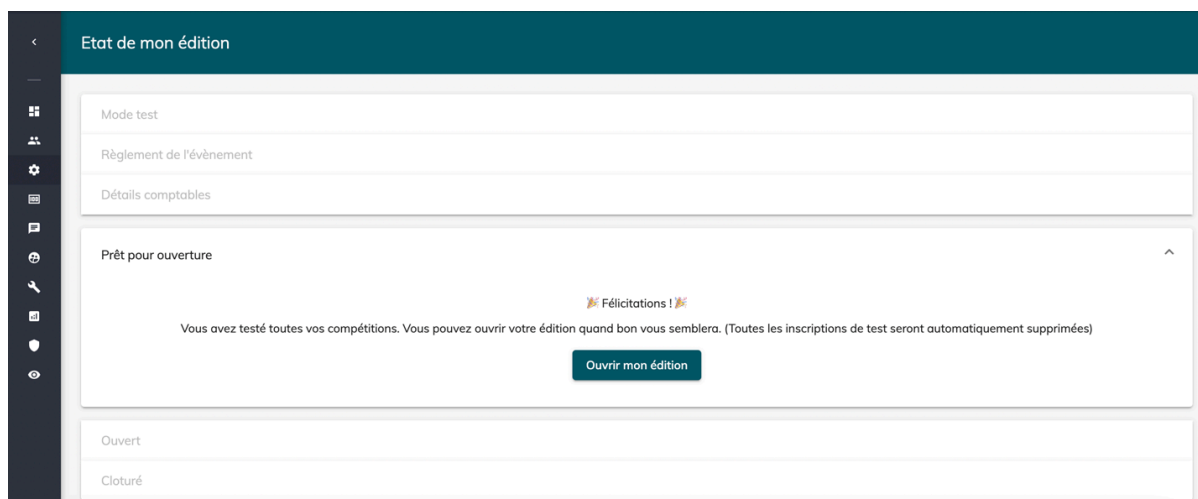 Etat de mon édition
Mode test
Règlement de l'évènement
Détails comptables
Prêt pour ouverture
🎉 Félicitations ! 🎉
Vous avez testé toutes vos compétitions. Vous pouvez ouvrir votre édition quand bon vous semblera. (Toutes les inscriptions de test seront automatiquement supprimées)
Ouvrir mon édition
Ouvert
Cloturé